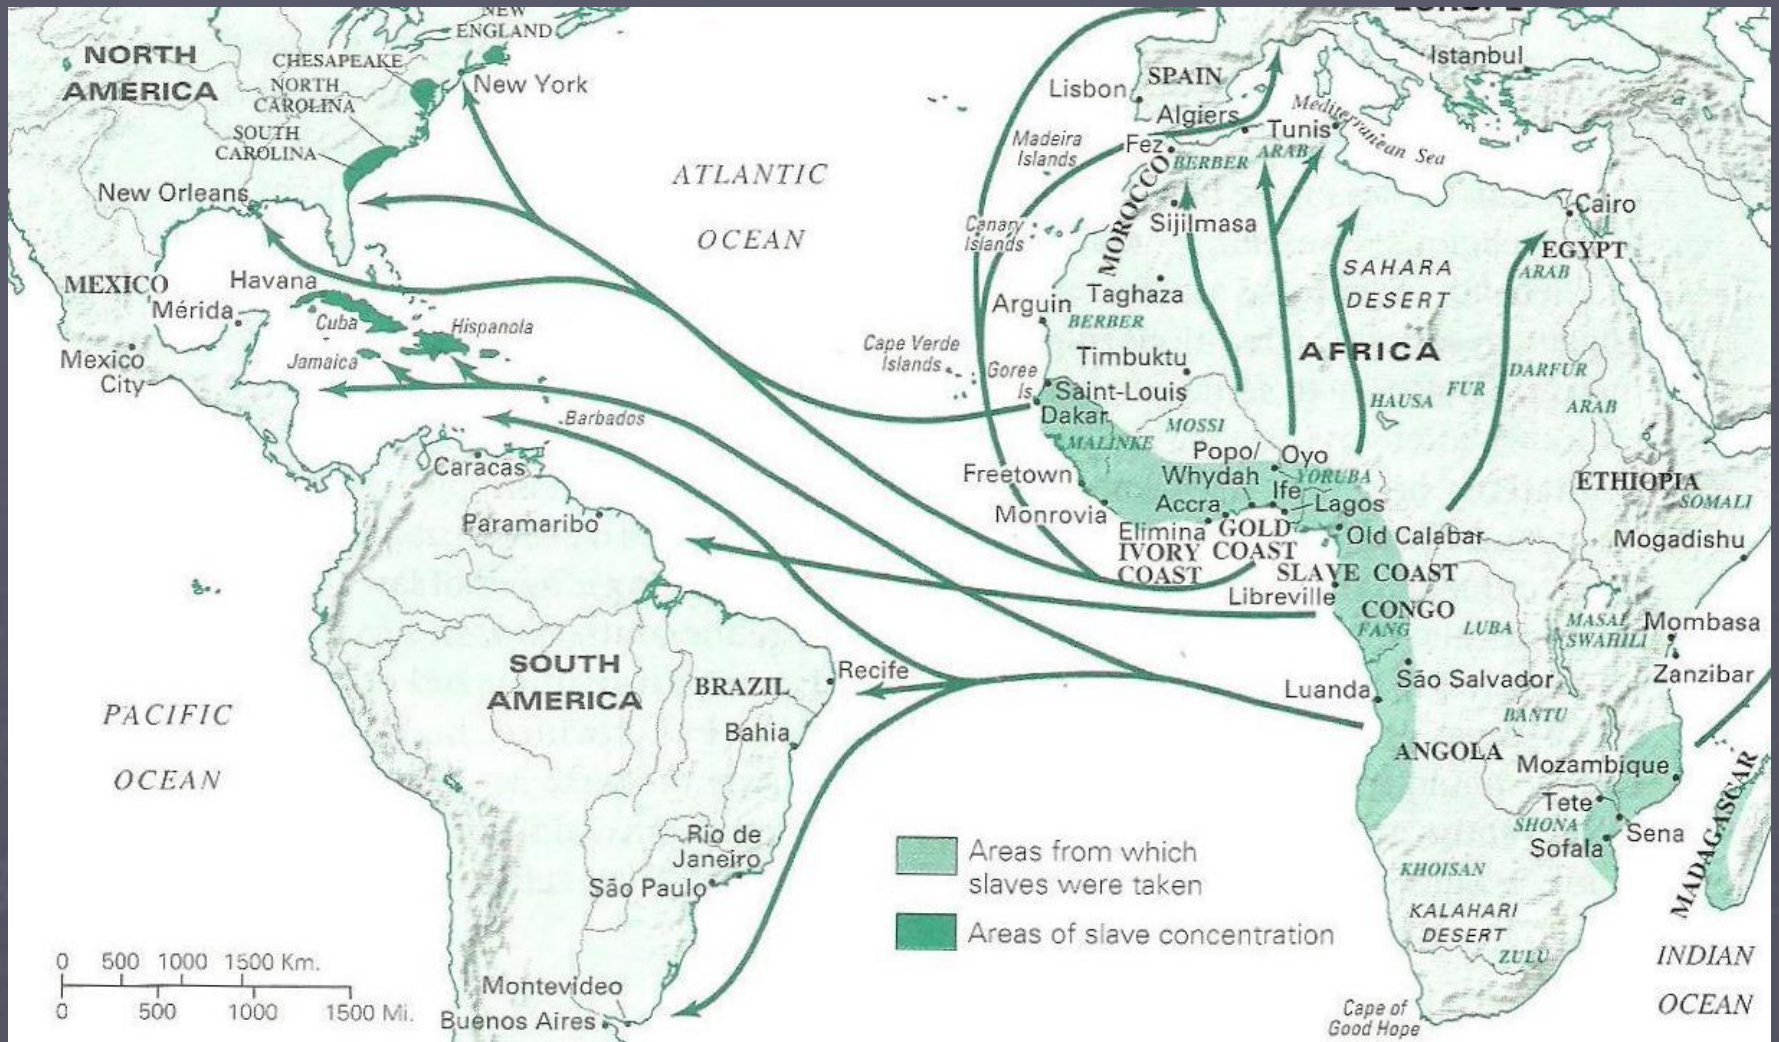 NEW
ENGLAND
NORTH
AMERICA
CHESAPEAKE
NORTH
CAROLINA
New York
SOUTH
CAROLINA
New Orleans
ATLANTIC
OCEAN
MEXICO
Havana
Mérida
Cuba
Hispanola
Mexico
City
Jamaica
Barbados
Caracas
Paramaribo
SOUTH
AMERICA
BRAZIL
Recife
Bahia
PACIFIC
OCEAN
Rio de
Janeiro
São Paulo
Montevideo
Buenos Aires
0 500 1000 1500 Km.
0 500 1000 1500 Mi.
Lisbon
SPAIN
Istanbul
Algiers
Tunis
Mediterranean Sea
Madeira
Islands
Fez
BERBER
ARAB
MOROCCO
Canary
Islands
Sijilmasa
Cairo
EGYPT
ARAB
SAHARA
DESERT
Taghaza
Arguin
BERBER
AFRICA
Cape Verde
Islands
Timbuktu
Goree
Is.
Saint-Louis
Dakar
MALINKE
MOSSI
HAUSA
FUR
DARFUR
ARAB
Popo/
Whydah
Oyo
YORUBA
Ife
Lagos
Freetown
Monrovia
Accra
Elimina
GOLD
COAST
IVORY
COAST
Old Calabar
SLAVE COAST
ETHIOPIA
SOMALI
Mogadishu
Libreville
CONGO
FANG
LUBA
MASAI
SWAHILI
Mombasa
Zanzibar
São Salvador
Luanda
BANTU
ANGOLA
Mozambique
Tete
SHONA
Sena
Sofala
MADAGASCAR
KHOISAN
KALAHARI
DESERT
ZULU
INDIAN
OCEAN
Cape of
Good Hope
Areas from which
slaves were taken
Areas of slave concentration